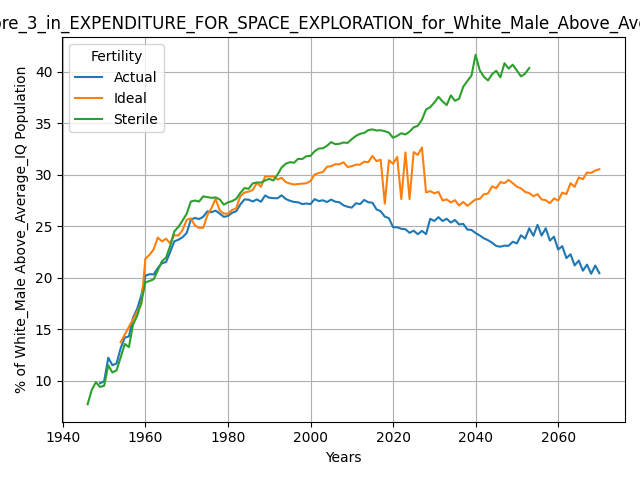 ore_3_in_EXPENDITURE_FOR_SPACE_EXPLORATION_for_White_Male_Above_Ave
Fertility
Actual
Ideal
Sterile
% of White_Male Above_Average_IQ Population
40
35
30
25
20
15
10
1940
1960
1980
2000
2020
2040
2060
Years